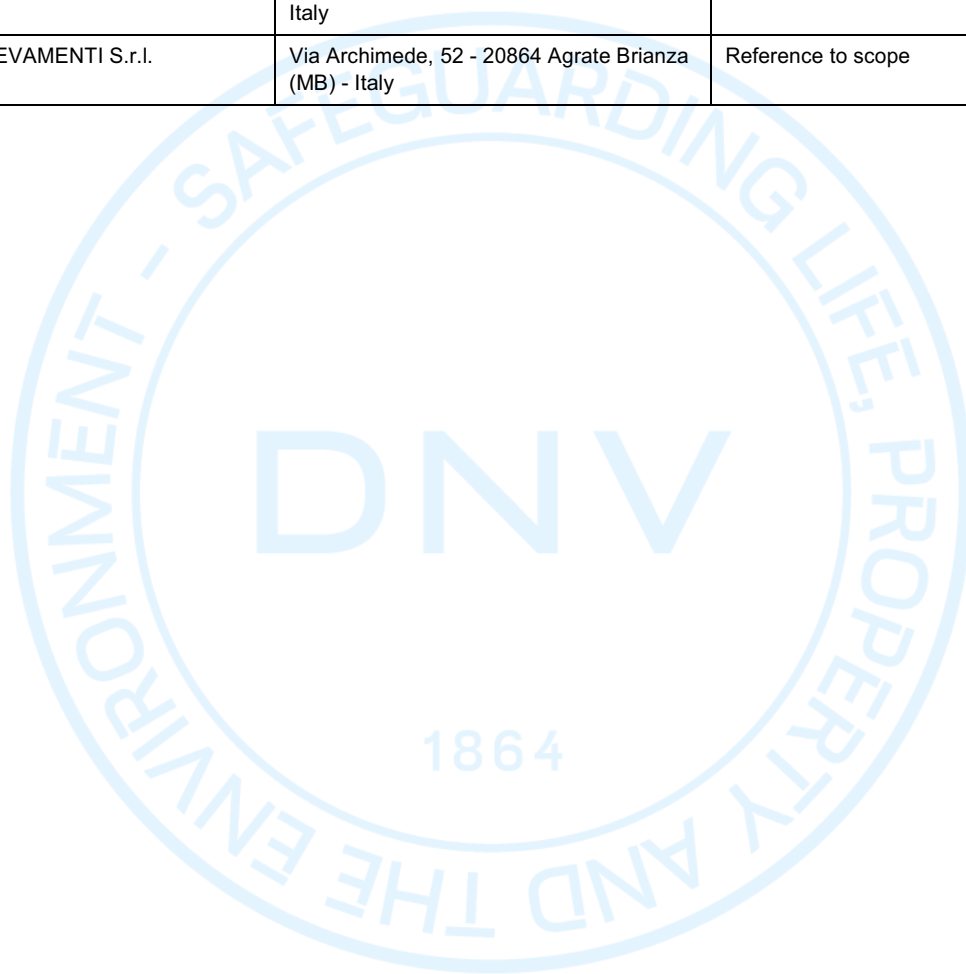 Italy
EVAMENTI S.r.l.
Via Archimede, 52 - 20864 Agrate Brianza
(MB) - Italy
Reference to scope
SAFEGUARDING LIFE, PROPERTY AND THE ENVIRONMENT -
DNV
1864